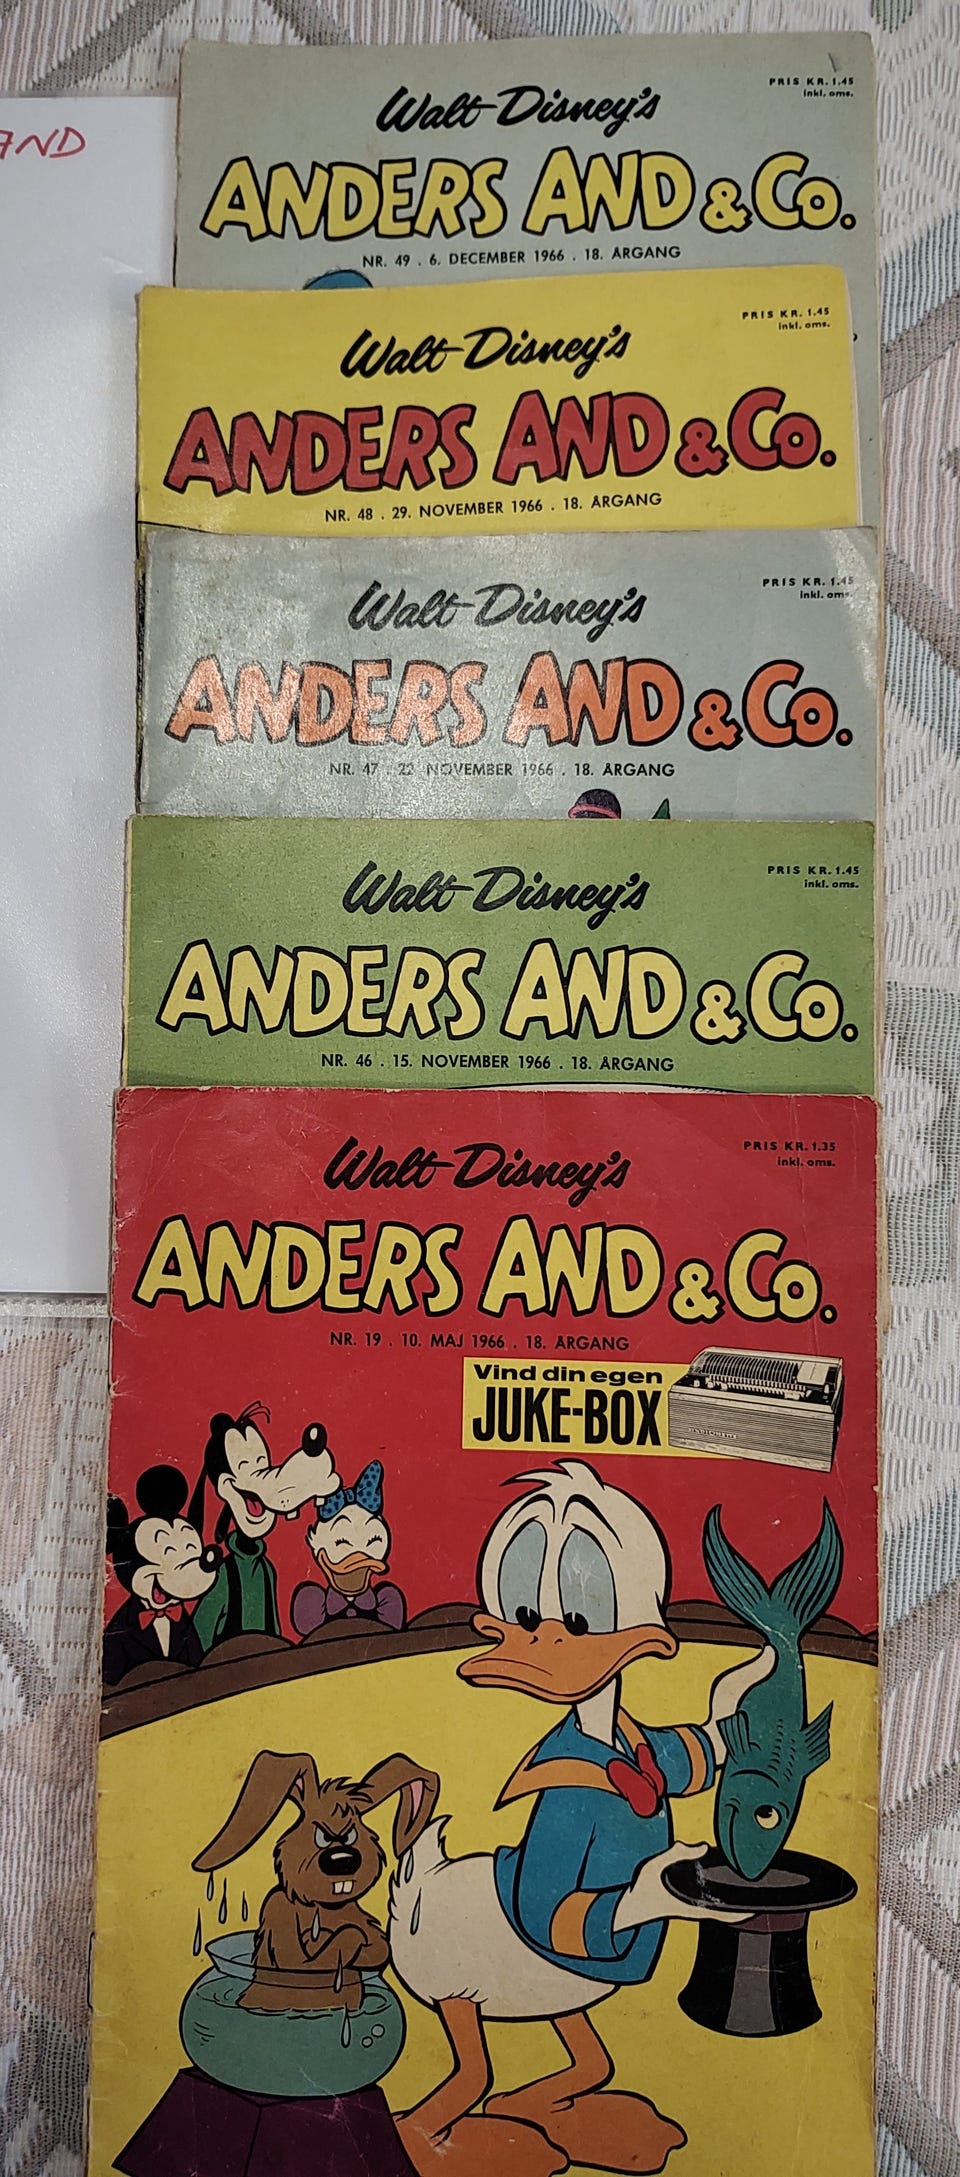 AND
Walt Disney's
PRIS KR. 1.45
inkl. oms.
ANDERS AND & Co.
NR. 49 . 6. DECEMBER 1966 . 18. ÅRGANG
Walt Disney's
PRIS KR. 1.45
inkl. oms.
ANDERS AND & Co.
NR. 48 . 29. NOVEMBER 1966 . 18. ÅRGANG
Walt Disney's
PRIS KR. 1.45
inkl. oms.
ANDERS AND & Co.
NR. 47 . 22 NOVEMBER 1966 . 18. ÅRGANG
Walt Disney's
PRIS KR. 1.45
inkl. oms.
ANDERS AND & Co.
NR. 46 . 15. NOVEMBER 1966 . 18. ÅRGANG
Walt Disney's
PRIS KR. 1.35
inkl. oms.
ANDERS AND & Co.
NR. 19 . 10. MAJ 1966 . 18. ÅRGANG
Vind din egen
JUKE-BOX